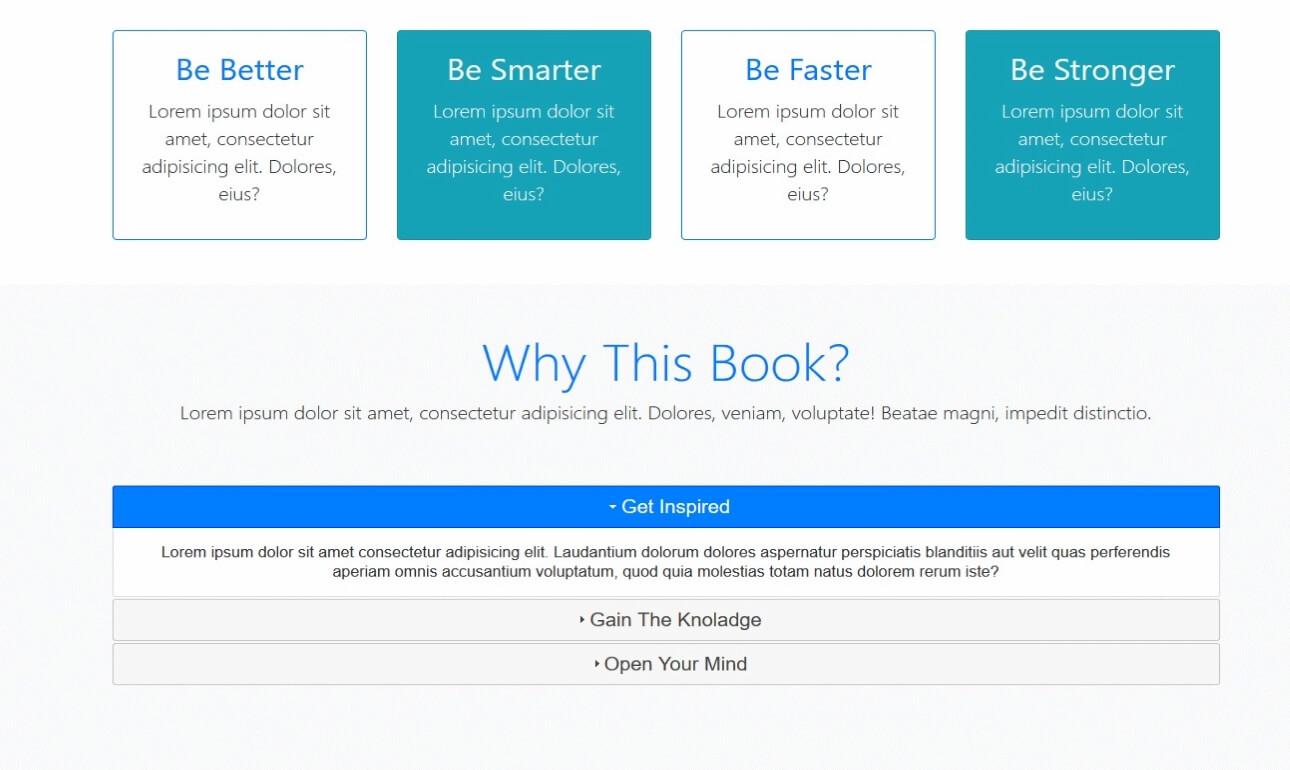 Be Better
Lorem ipsum dolor sit
amet, consectetur
adipisicing elit. Dolores,
eius?
Be Smarter
Lorem ipsum dolor sit
amet, consectetur
adipisicing elit. Dolores,
eius?
Be Faster
Lorem ipsum dolor sit
amet, consectetur
adipisicing elit. Dolores,
eius?
Be Stronger
Lorem ipsum dolor sit
amet, consectetur
adipisicing elit. Dolores,
eius?
Why This Book?
Lorem ipsum dolor sit amet, consectetur adipisicing elit. Dolores, veniam, voluptate! Beatae magni, impedit distinctio.
Get Inspired
Lorem ipsum dolor sit amet consectetur adipisicing elit. Laudantium dolorum dolores aspernatur perspiciatis blanditiis aut velit quas perferendis
aperiam omnis accusantium voluptatum, quod quia molestias totam natus dolorem rerum iste?
Gain The Knoladge
Open Your Mind